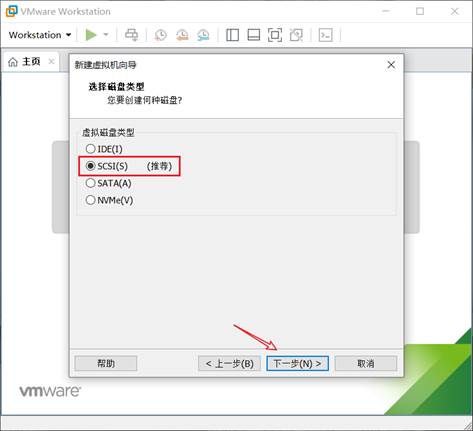 VMware Workstation
Workstation
主页
新建虚拟机向导
选择磁盘类型
您要创建何种磁盘?
虚拟磁盘类型
IDE(I)
SCSI(S) (推荐)
SATA(A)
NVMe(V)
帮助 < 上一步(B) 下一步(N) > 取消
vmware